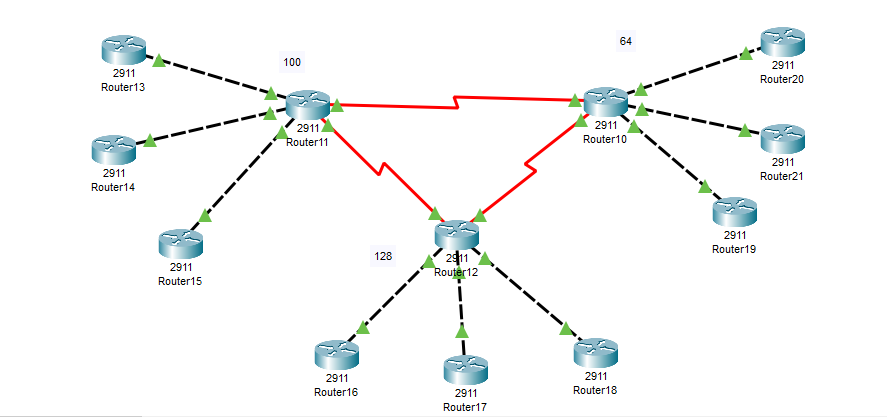 64
2911
Router20
2911
Router13
100
2911
Router11
2911
Router10
2911
Router21
2911
Router14
2911
Router19
2911
Router15
128
2911
Router12
2911
Router16
2911
Router17
2911
Router18